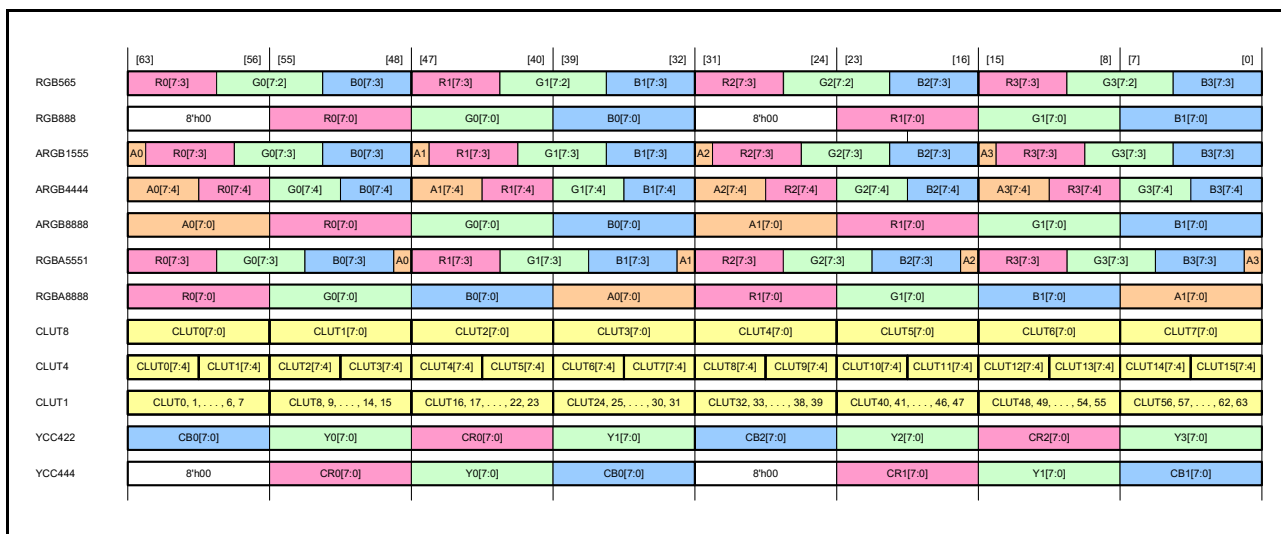 [63] [56] [55] [48] [47] [40] [39] [32] [31] [24] [23] [16] [15] [8] [7] [0]
RGB565 R0[7:3] G0[7:2] B0[7:3] R1[7:3] G1[7:2] B1[7:3] R2[7:3] G2[7:2] B2[7:3] R3[7:3] G3[7:2] B3[7:3]
RGB888 8'h00 R0[7:0] G0[7:0] B0[7:0] 8'h00 R1[7:0] G1[7:0] B1[7:0]
ARGB1555 A0 R0[7:3] G0[7:3] B0[7:3] A1 R1[7:3] G1[7:3] B1[7:3] A2 R2[7:3] G2[7:3] B2[7:3] A3 R3[7:3] G3[7:3] B3[7:3]
ARGB4444 A0[7:4] R0[7:4] G0[7:4] B0[7:4] A1[7:4] R1[7:4] G1[7:4] B1[7:4] A2[7:4] R2[7:4] G2[7:4] B2[7:4] A3[7:4] R3[7:4] G3[7:4] B3[7:4]
ARGB8888 A0[7:0] R0[7:0] G0[7:0] B0[7:0] A1[7:0] R1[7:0] G1[7:0] B1[7:0]
RGBA5551 R0[7:3] G0[7:3] B0[7:3] A0 R1[7:3] G1[7:3] B1[7:3] A1 R2[7:3] G2[7:3] B2[7:3] A2 R3[7:3] G3[7:3] B3[7:3] A3
RGBA8888 R0[7:0] G0[7:0] B0[7:0] A0[7:0] R1[7:0] G1[7:0] B1[7:0] A1[7:0]
CLUT8 CLUT0[7:0] CLUT1[7:0] CLUT2[7:0] CLUT3[7:0] CLUT4[7:0] CLUT5[7:0] CLUT6[7:0] CLUT7[7:0]
CLUT4 CLUT0[7:4] CLUT1[7:4] CLUT2[7:4] CLUT3[7:4] CLUT4[7:4] CLUT5[7:4] CLUT6[7:4] CLUT7[7:4] CLUT8[7:4] CLUT9[7:4] CLUT10[7:4] CLUT11[7:4] CLUT12[7:4] CLUT13[7:4] CLUT14[7:4] CLUT15[7:4]
CLUT1 CLUT0, 1, . . . , 6, 7 CLUT8, 9, . . . , 14, 15 CLUT16, 17, . . . , 22, 23 CLUT24, 25, . . . , 30, 31 CLUT32, 33, . . . , 38, 39 CLUT40, 41, . . . , 46, 47 CLUT48, 49, . . . , 54, 55 CLUT56, 57, . . . , 62, 63
YCC422 CB0[7:0] Y0[7:0] CR0[7:0] Y1[7:0] CB2[7:0] Y2[7:0] CR2[7:0] Y3[7:0]
YCC444 8'h00 CR0[7:0] Y0[7:0] CB0[7:0] 8'h00 CR1[7:0] Y1[7:0] CB1[7:0]